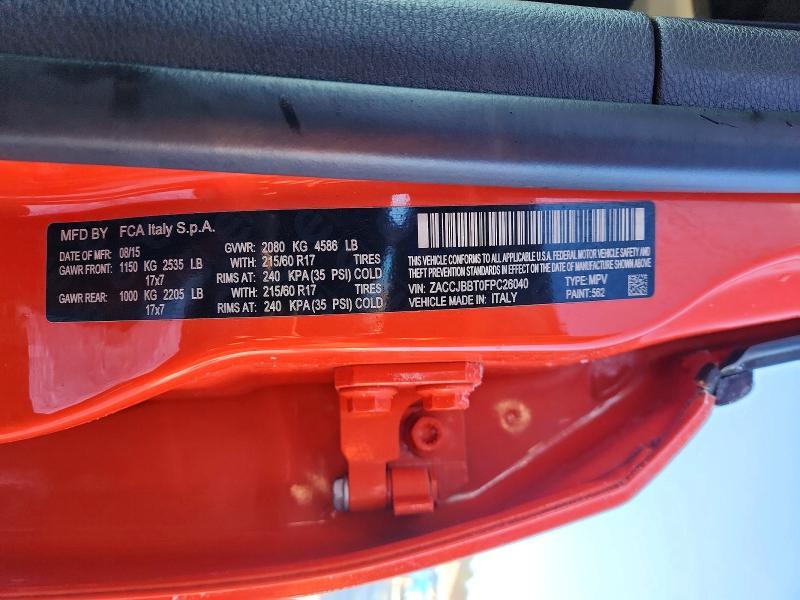 MFD BY FCA Italy S.p.A.
DATE OF MFR: 08/15 GVWR: 2080 KG 4586 LB
GAWR FRONT: 1150 KG 2535 LB WITH: 215/60 R17 TIRES
17x7 RIMS AT: 240 KPA(35 PSI) COLD
GAWR REAR: 1000 KG 2205 LB WITH: 215/60 R17 TIRES
17x7 RIMS AT: 240 KPA(35 PSI) COLD
THIS VEHICLE CONFORMS TO ALL APPLICABLE U.S.A FEDERAL MOTOR VEHICLE SAFETY, BUMPER AND
THEFT PREVENTION STANDARDS IN EFFECT ON THE DATE OF MANUFACTURE SHOWN ABOVE
VIN: ZACCJBBT0FPC26040 TYPE: MPV
VEHICLE MADE IN: ITALY PAINT: 562